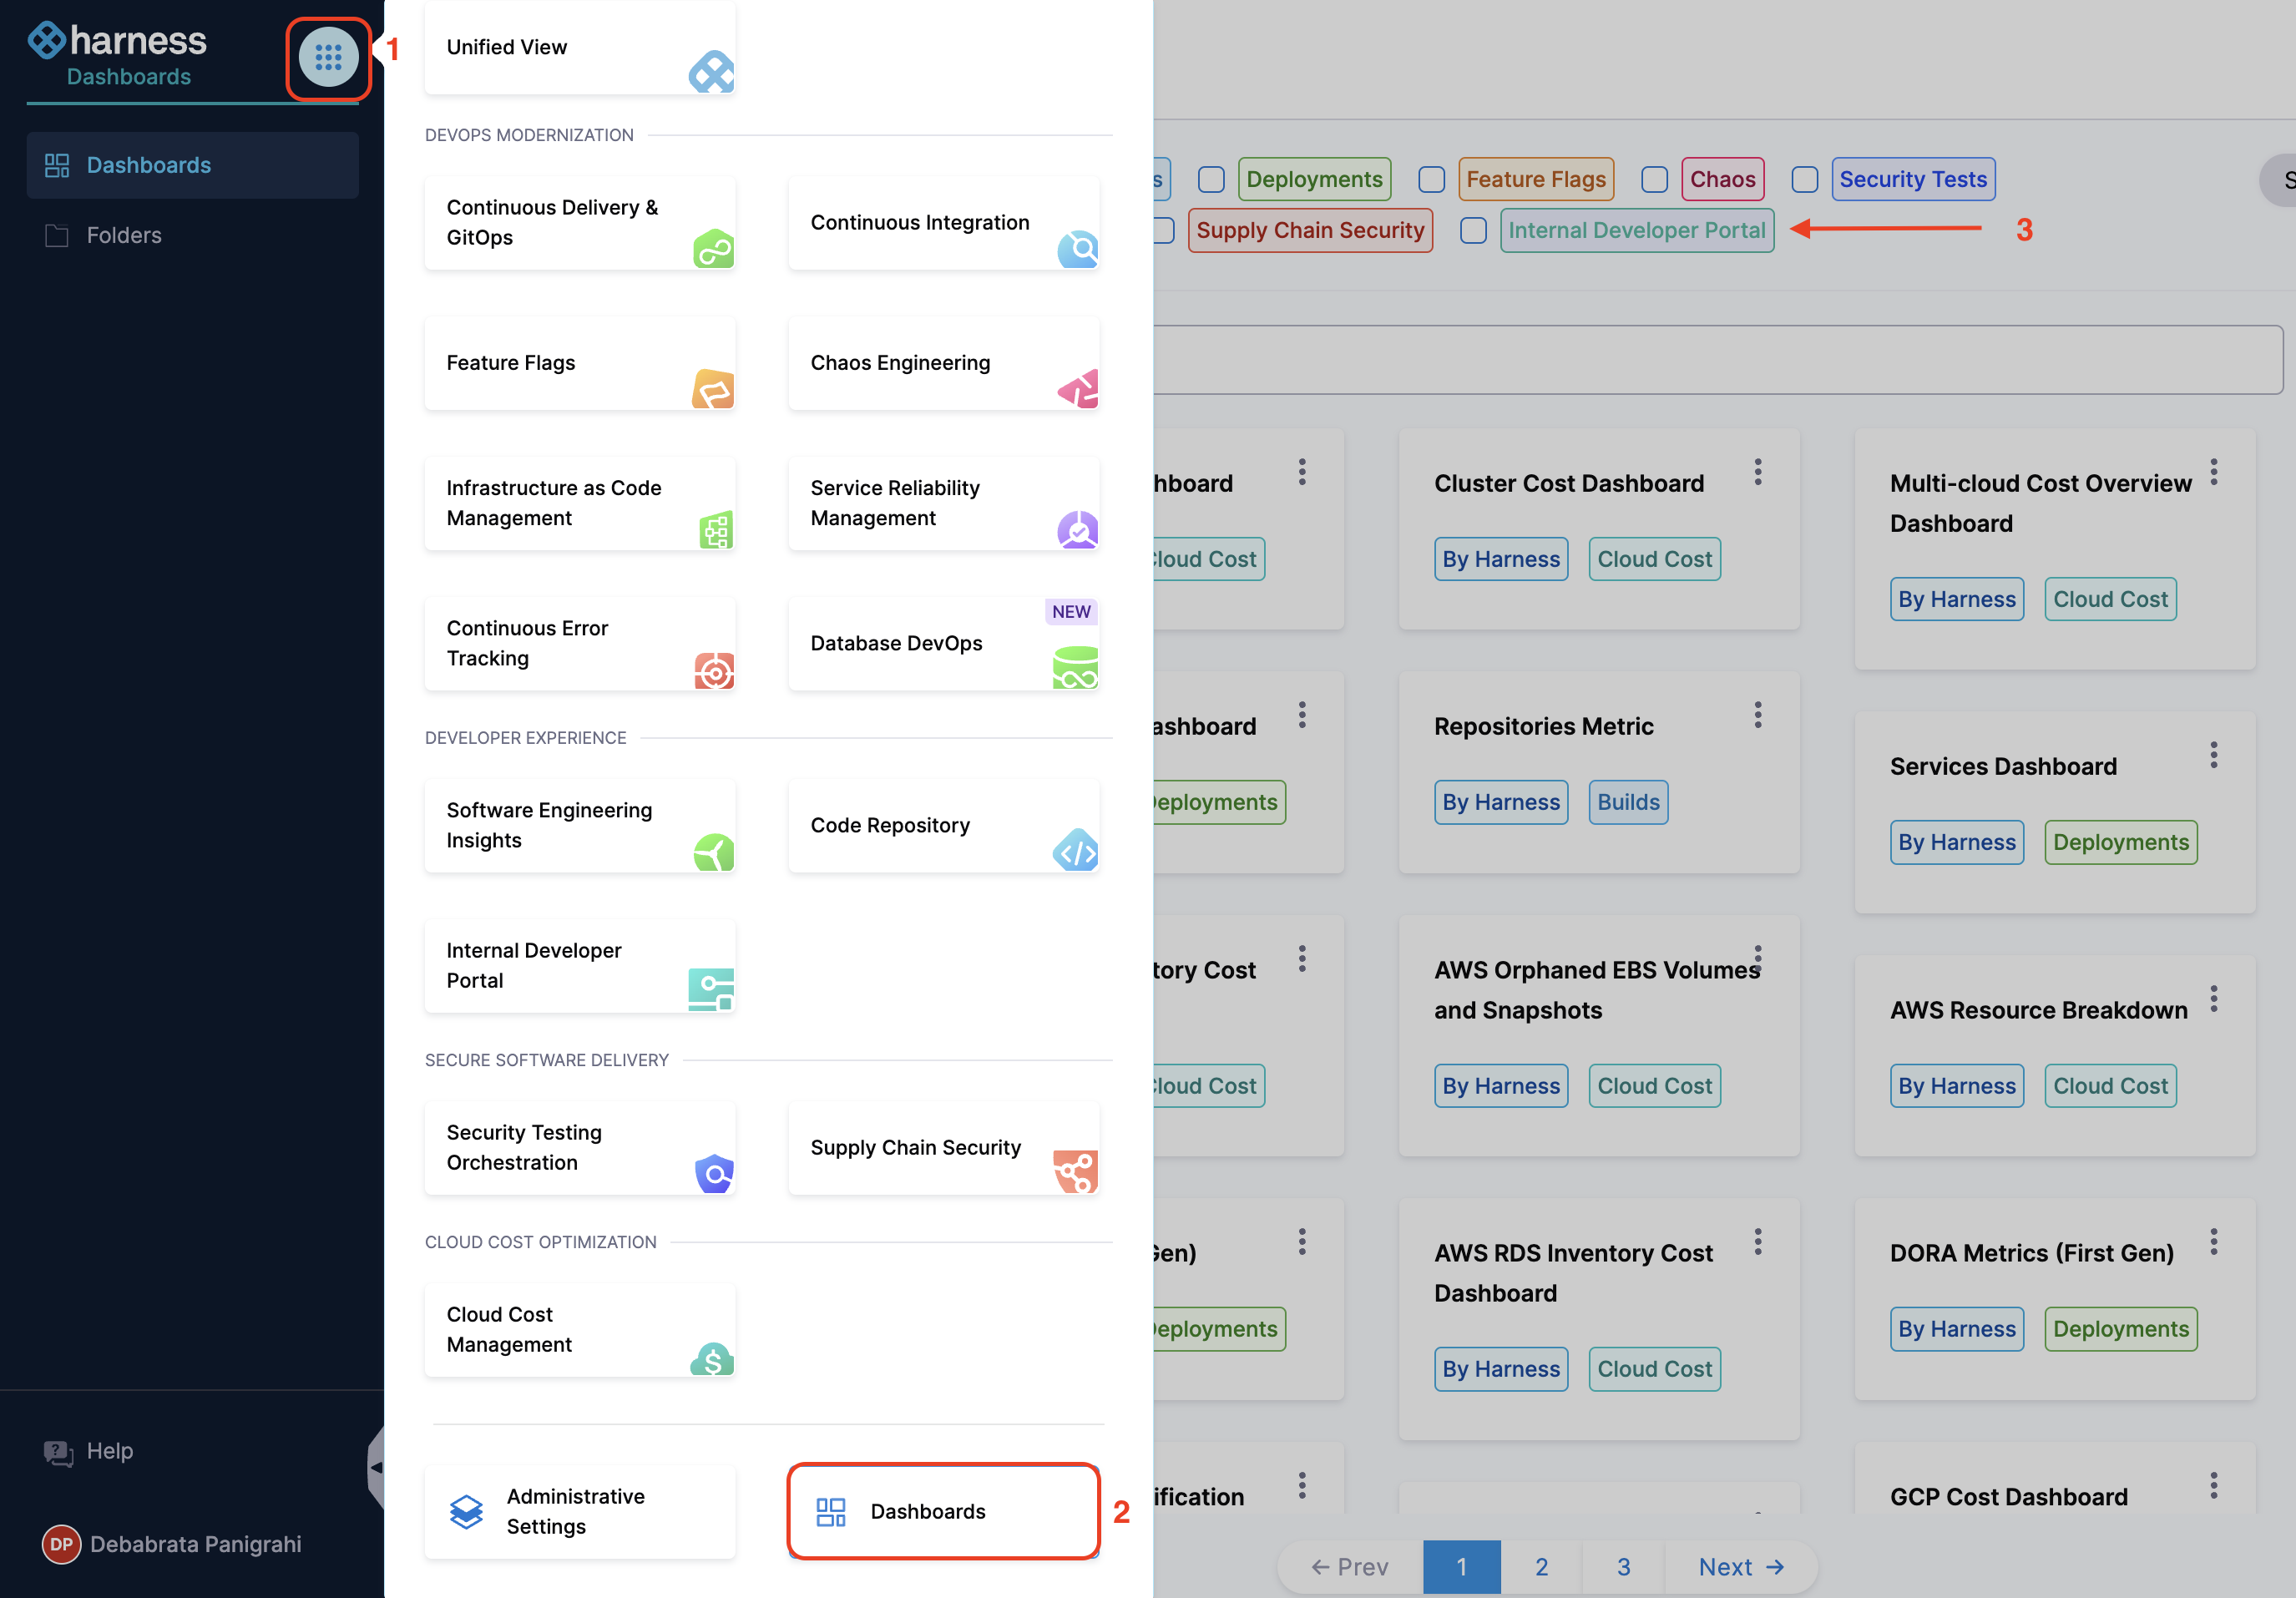 harness
Dashboards
1
Dashboards
Folders
Help
DP
Debabrata Panigrahi
Unified View
DEVOPS MODERNIZATION
Continuous Delivery &
GitOps
Continuous Integration
Feature Flags
Chaos Engineering
Infrastructure as Code
Management
Service Reliability
Management
Continuous Error
Tracking
NEW
Database DevOps
DEVELOPER EXPERIENCE
Software Engineering
Insights
Code Repository
Internal Developer
Portal
SECURE SOFTWARE DELIVERY
Security Testing
Orchestration
Supply Chain Security
CLOUD COST OPTIMIZATION
Cloud Cost
Management
Administrative
Settings
Dashboards
2
s Deployments Feature Flags Chaos Security Tests
S
Supply Chain Security Internal Developer Portal
3
hboard
Cloud Cost
Cluster Cost Dashboard
By Harness Cloud Cost
Multi-cloud Cost Overview
Dashboard
By Harness Cloud Cost
ashboard
Deployments
Repositories Metric
By Harness Builds
Services Dashboard
By Harness Deployments
tory Cost
Cloud Cost
AWS Orphaned EBS Volumes
and Snapshots
By Harness Cloud Cost
AWS Resource Breakdown
By Harness Cloud Cost
Gen)
Deployments
AWS RDS Inventory Cost
Dashboard
By Harness Cloud Cost
DORA Metrics (First Gen)
By Harness Deployments
ification
GCP Cost Dashboard
← Prev 1 2 3 Next →